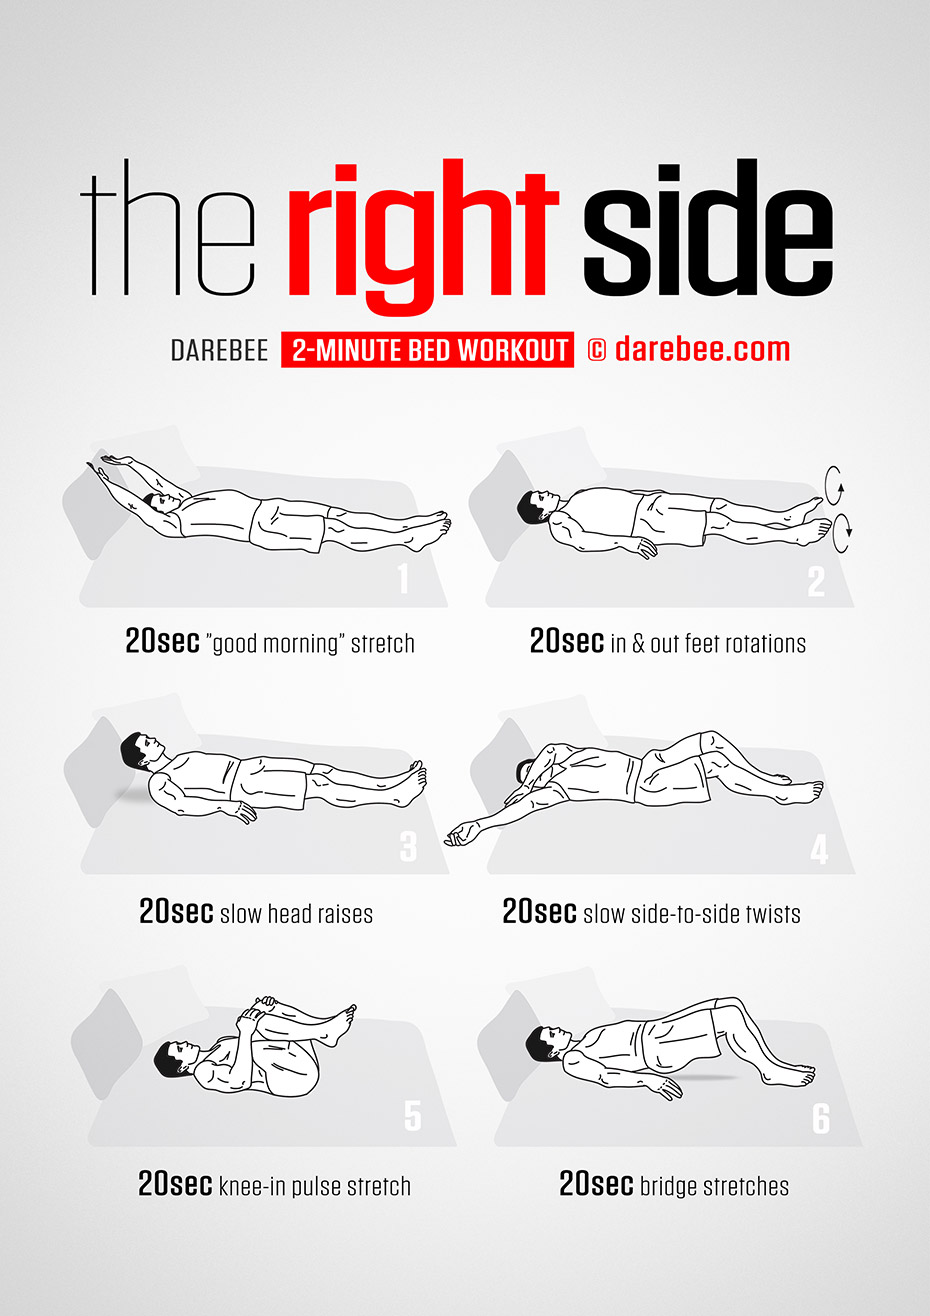 the right side
DAREBEE 2-MINUTE BED WORKOUT © darebee.com
1
20sec ”good morning” stretch
2
20sec in & out feet rotations
3
20sec slow head raises
4
20sec slow side-to-side twists
5
20sec knee-in pulse stretch
6
20sec bridge stretches